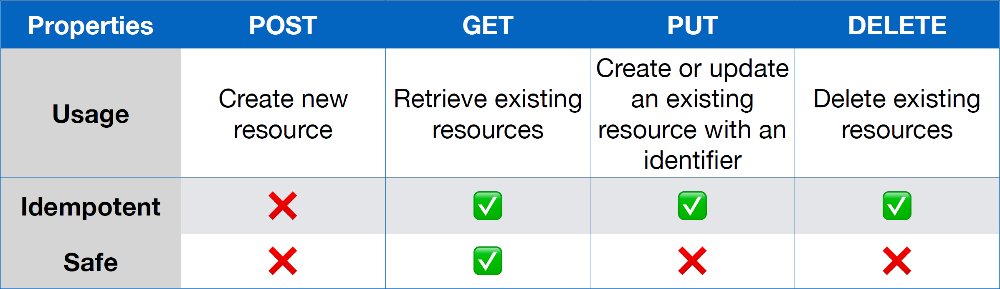 Properties POST GET PUT DELETE
Usage
Create new
resource
Retrieve existing
resources
Create or update
an existing
resource with an
identifier
Delete existing
resources
Idempotent ❌ ✅ ✅ ✅
Safe ❌ ✅ ❌ ❌